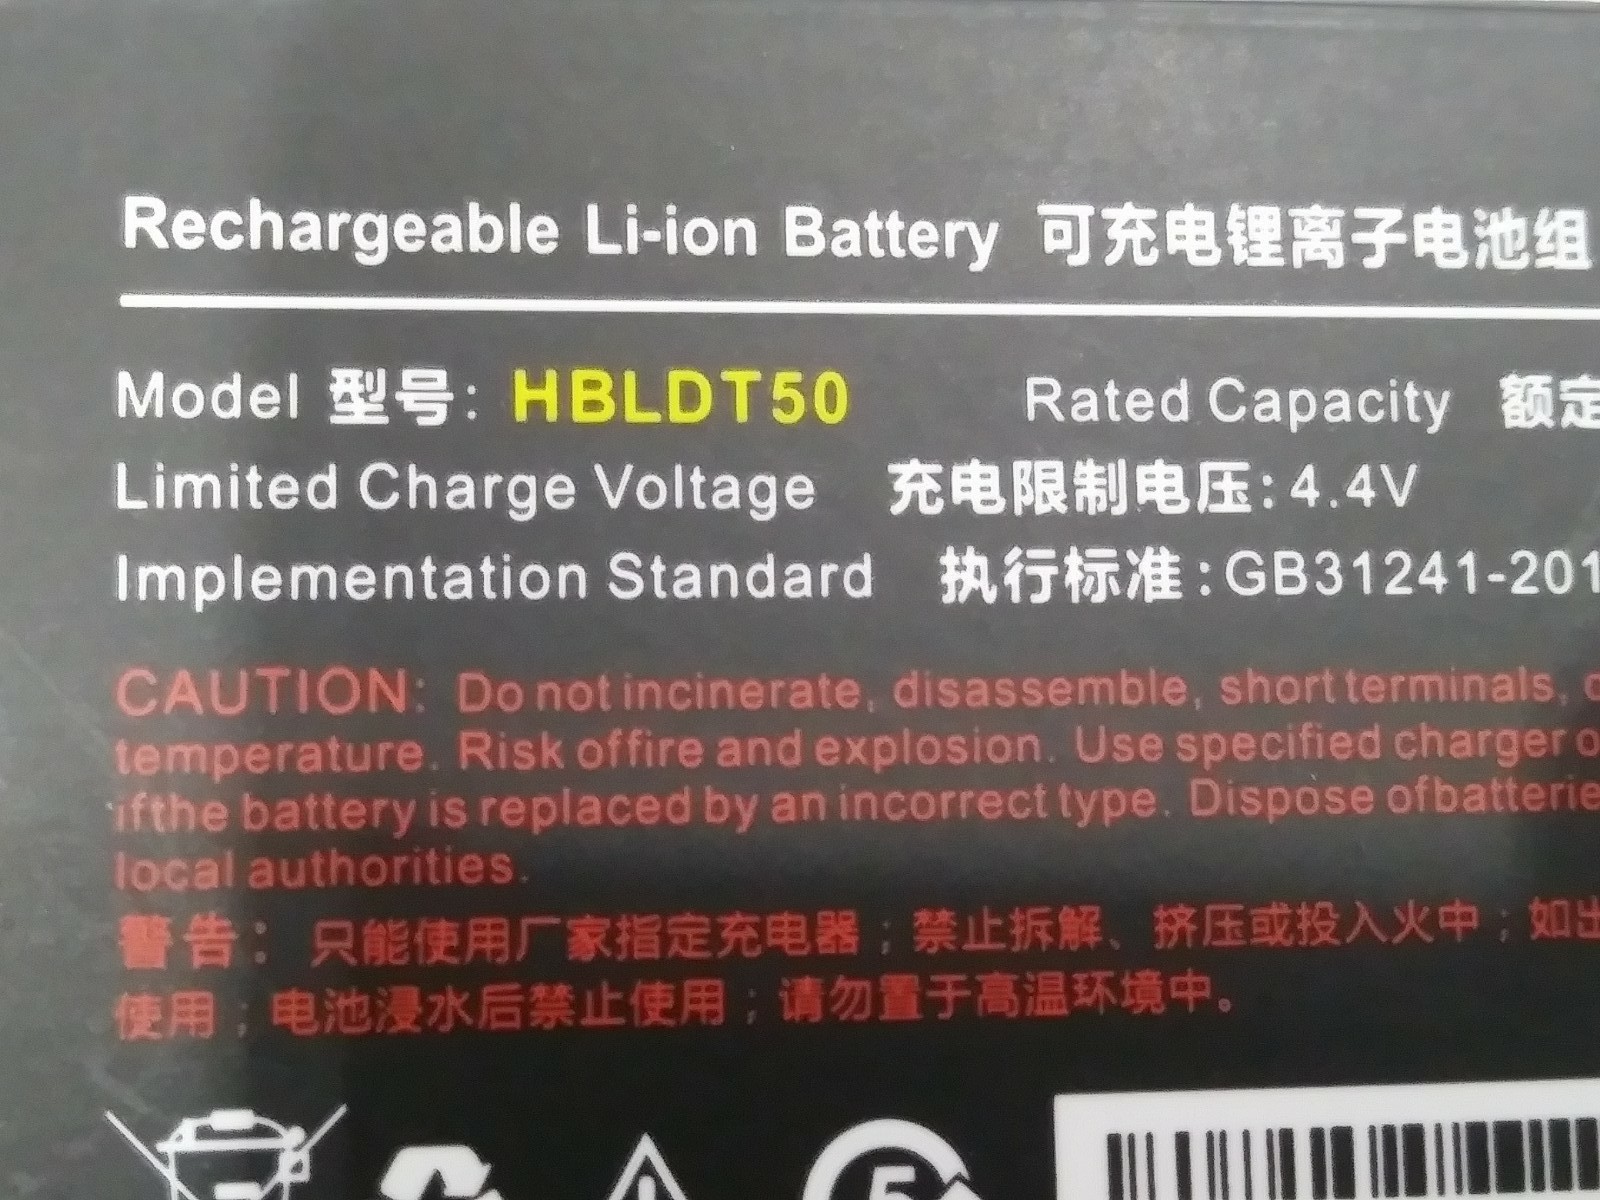 Rechargeable Li-ion Battery 可充电锂离子电池组
Model 型号: HBLDT50 Rated Capacity 额定
Limited Charge Voltage 充电限制电压:4.4V
Implementation Standard 执行标准:GB31241-201
CAUTION: Do not incinerate, disassemble, short terminals,
temperature. Risk offire and explosion. Use specified charger
ifthe battery is replaced by an incorrect type. Dispose ofbatterie
local authorities.
警告：只能使用厂家指定充电器；禁止拆解、挤压或投入火中；如出
使用；电池浸水后禁止使用；请勿置于高温环境中。
5